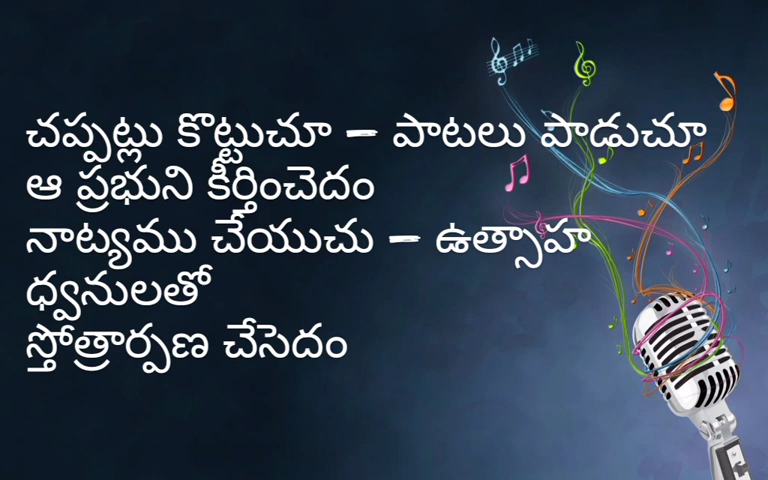 చప్పట్లు కొట్టుచూ – పాటలు పాడుచూ
ఆ ప్రభుని కీర్తించెదం
నాట్యము చేయుచు – ఉత్సాహ
ధ్వనులతో
స్తోత్రార్పణ చేసెదం